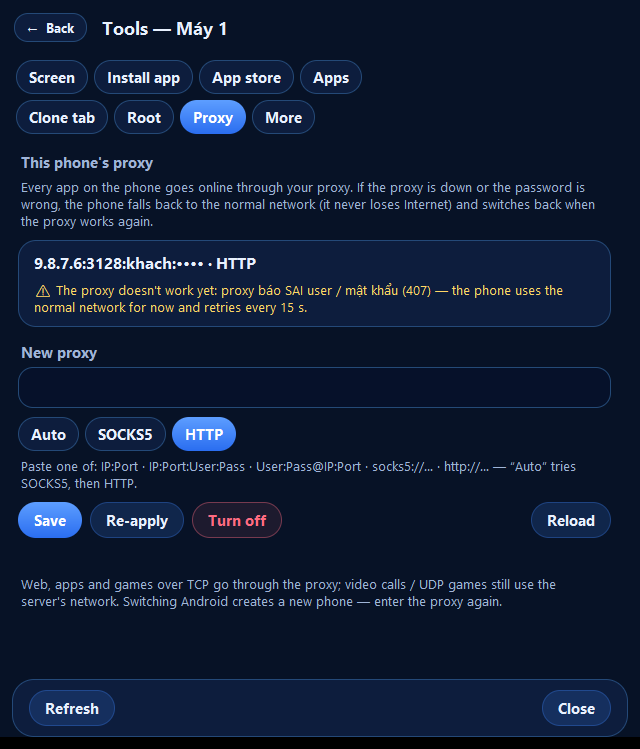 ← Back Tools — Máy 1
Screen Install app App store Apps
Clone tab Root Proxy More
This phone's proxy
Every app on the phone goes online through your proxy. If the proxy is down or the password is
wrong, the phone falls back to the normal network (it never loses Internet) and switches back when
the proxy works again.
9.8.7.6:3128:khach:•••• · HTTP
⚠ The proxy doesn't work yet: proxy báo SAI user / mật khẩu (407) — the phone uses the
normal network for now and retries every 15 s.
New proxy
Auto SOCKS5 HTTP
Paste one of: IP:Port · IP:Port:User:Pass · User:Pass@IP:Port · socks5://... · http://... — “Auto” tries
SOCKS5, then HTTP.
Save Re-apply Turn off Reload
Web, apps and games over TCP go through the proxy; video calls / UDP games still use the
server's network. Switching Android creates a new phone — enter the proxy again.
Refresh Close